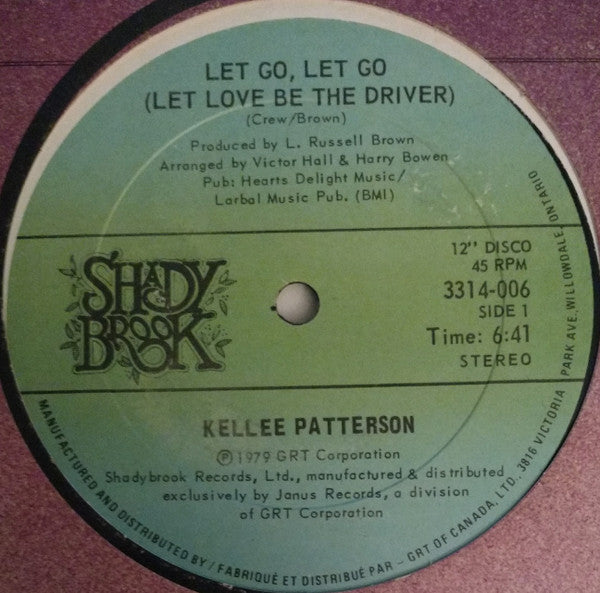 LET GO, LET GO
(LET LOVE BE THE DRIVER)
(Crew/Brown)
Produced by L. Russell Brown
Arranged by Victor Hall & Harry Bowen
Pub: Hearts Delight Music/
Larbal Music Pub. (BMI)
SHADY
BROOK
12" DISCO
45 RPM
3314-006
SIDE 1
Time: 6:41
STEREO
KELLEE PATTERSON
Ⓟ 1979 GRT Corporation
Shadybrook Records, Ltd., manufactured & distributed
exclusively by Janus Records, a division
of GRT Corporation
MANUFACTURED AND DISTRIBUTED BY / FABRIQUÉ ET DISTRIBUÉ PAR - GRT OF CANADA, LTD. 3816 VICTORIA PARK AVE. WILLOWDALE, ONTARIO